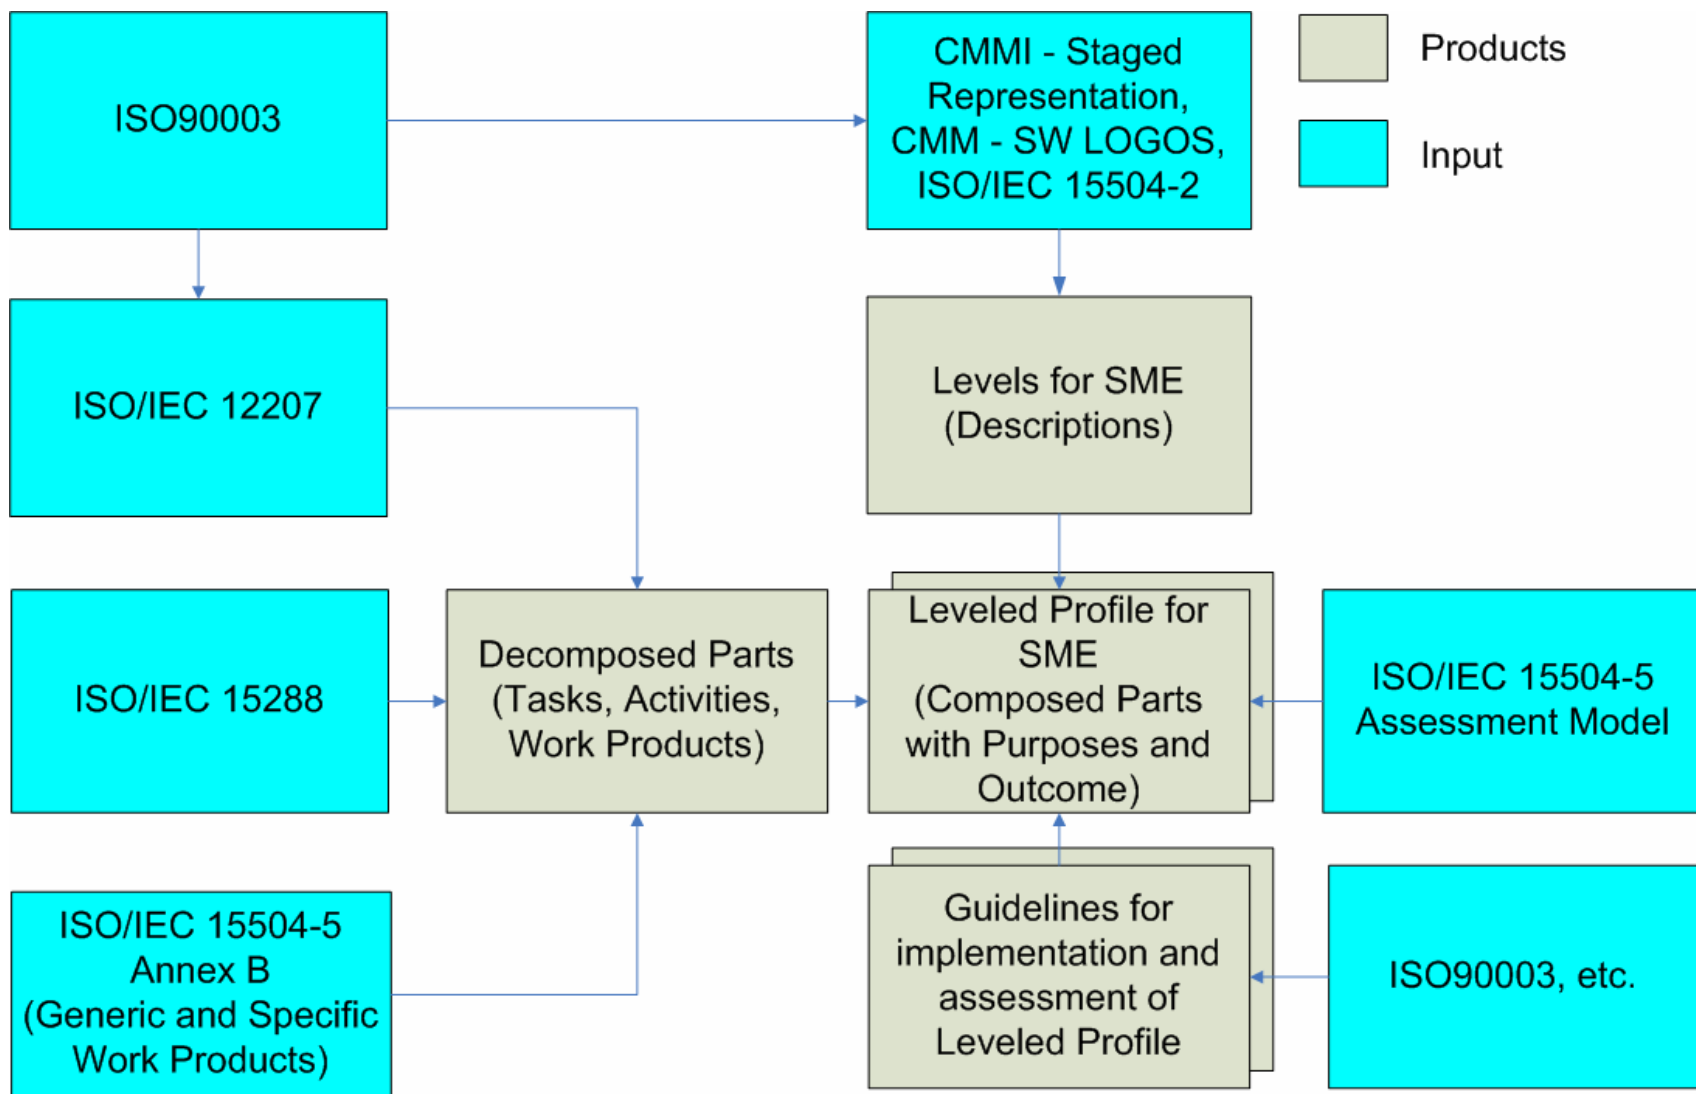 ISO90003
CMMI - Staged
Representation,
CMM - SW LOGOS,
ISO/IEC 15504-2
Products
Input
ISO/IEC 12207
Levels for SME
(Descriptions)
ISO/IEC 15288
Decomposed Parts
(Tasks, Activities,
Work Products)
Leveled Profile for
SME
(Composed Parts
with Purposes and
Outcome)
ISO/IEC 15504-5
Assessment Model
ISO/IEC 15504-5
Annex B
(Generic and Specific
Work Products)
Guidelines for
implementation and
assessment of
Leveled Profile
ISO90003, etc.